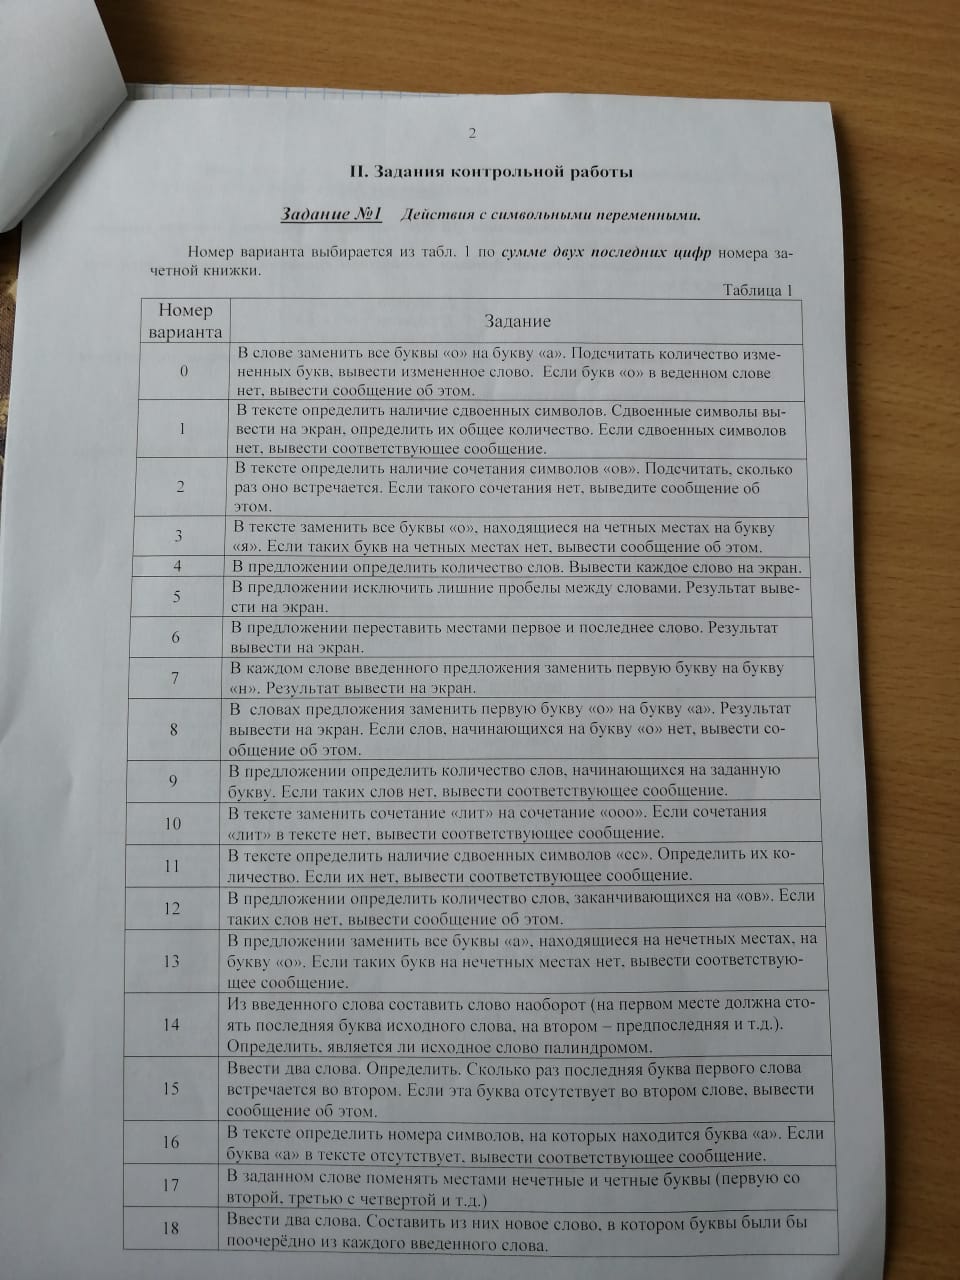 2
II. Задания контрольной работы
Задание №1 Действия с символьными переменными.
Номер варианта выбирается из табл. 1 по сумме двух последних цифр номера за-
четной книжки.
Таблица 1
Номер
варианта
Задание
0
В слове заменить все буквы «о» на букву «а». Подсчитать количество изме-
ненных букв, вывести измененное слово. Если букв «о» в веденном слове
нет, вывести сообщение об этом.
1
В тексте определить наличие сдвоенных символов. Сдвоенные символы вы-
вести на экран, определить их общее количество. Если сдвоенных символов
нет, вывести соответствующее сообщение.
2
В тексте определить наличие сочетания символов «ов». Подсчитать, сколько
раз оно встречается. Если такого сочетания нет, выведите сообщение об
этом.
3
В тексте заменить все буквы «о», находящиеся на четных местах на букву
«я». Если таких букв на четных местах нет, вывести сообщение об этом.
4
В предложении определить количество слов. Вывести каждое слово на экран.
5
В предложении исключить лишние пробелы между словами. Результат выве-
сти на экран.
6
В предложении переставить местами первое и последнее слово. Результат
вывести на экран.
7
В каждом слове введенного предложения заменить первую букву на букву
«н». Результат вывести на экран.
8
В словах предложения заменить первую букву «о» на букву «а». Результат
вывести на экран. Если слов, начинающихся на букву «о» нет, вывести со-
общение об этом.
9
В предложении определить количество слов, начинающихся на заданную
букву. Если таких слов нет, вывести соответствующее сообщение.
10
В тексте заменить сочетание «лит» на сочетание «ооо». Если сочетания
«лит» в тексте нет, вывести соответствующее сообщение.
11
В тексте определить наличие сдвоенных символов «сс». Определить их ко-
личество. Если их нет, вывести соответствующее сообщение.
12
В предложении определить количество слов, заканчивающихся на «ов». Если
таких слов нет, вывести сообщение об этом.
13
В предложении заменить все буквы «а», находящиеся на нечетных местах, на
букву «о». Если таких букв на нечетных местах нет, вывести соответствую-
щее сообщение.
14
Из введенного слова составить слово наоборот (на первом месте должна сто-
ять последняя буква исходного слова, на втором – предпоследняя и т.д.).
Определить, является ли исходное слово палиндромом.
15
Ввести два слова. Определить. Сколько раз последняя буква первого слова
встречается во втором. Если эта буква отсутствует во втором слове, вывести
сообщение об этом.
16
В тексте определить номера символов, на которых находится буква «а». Если
буква «а» в тексте отсутствует, вывести соответствующее сообщение.
17
В заданном слове поменять местами нечетные и четные буквы (первую со
второй, третью с четвертой и т.д.)
18
Ввести два слова. Составить из них новое слово, в котором буквы были бы
поочерёдно из каждого введенного слова.